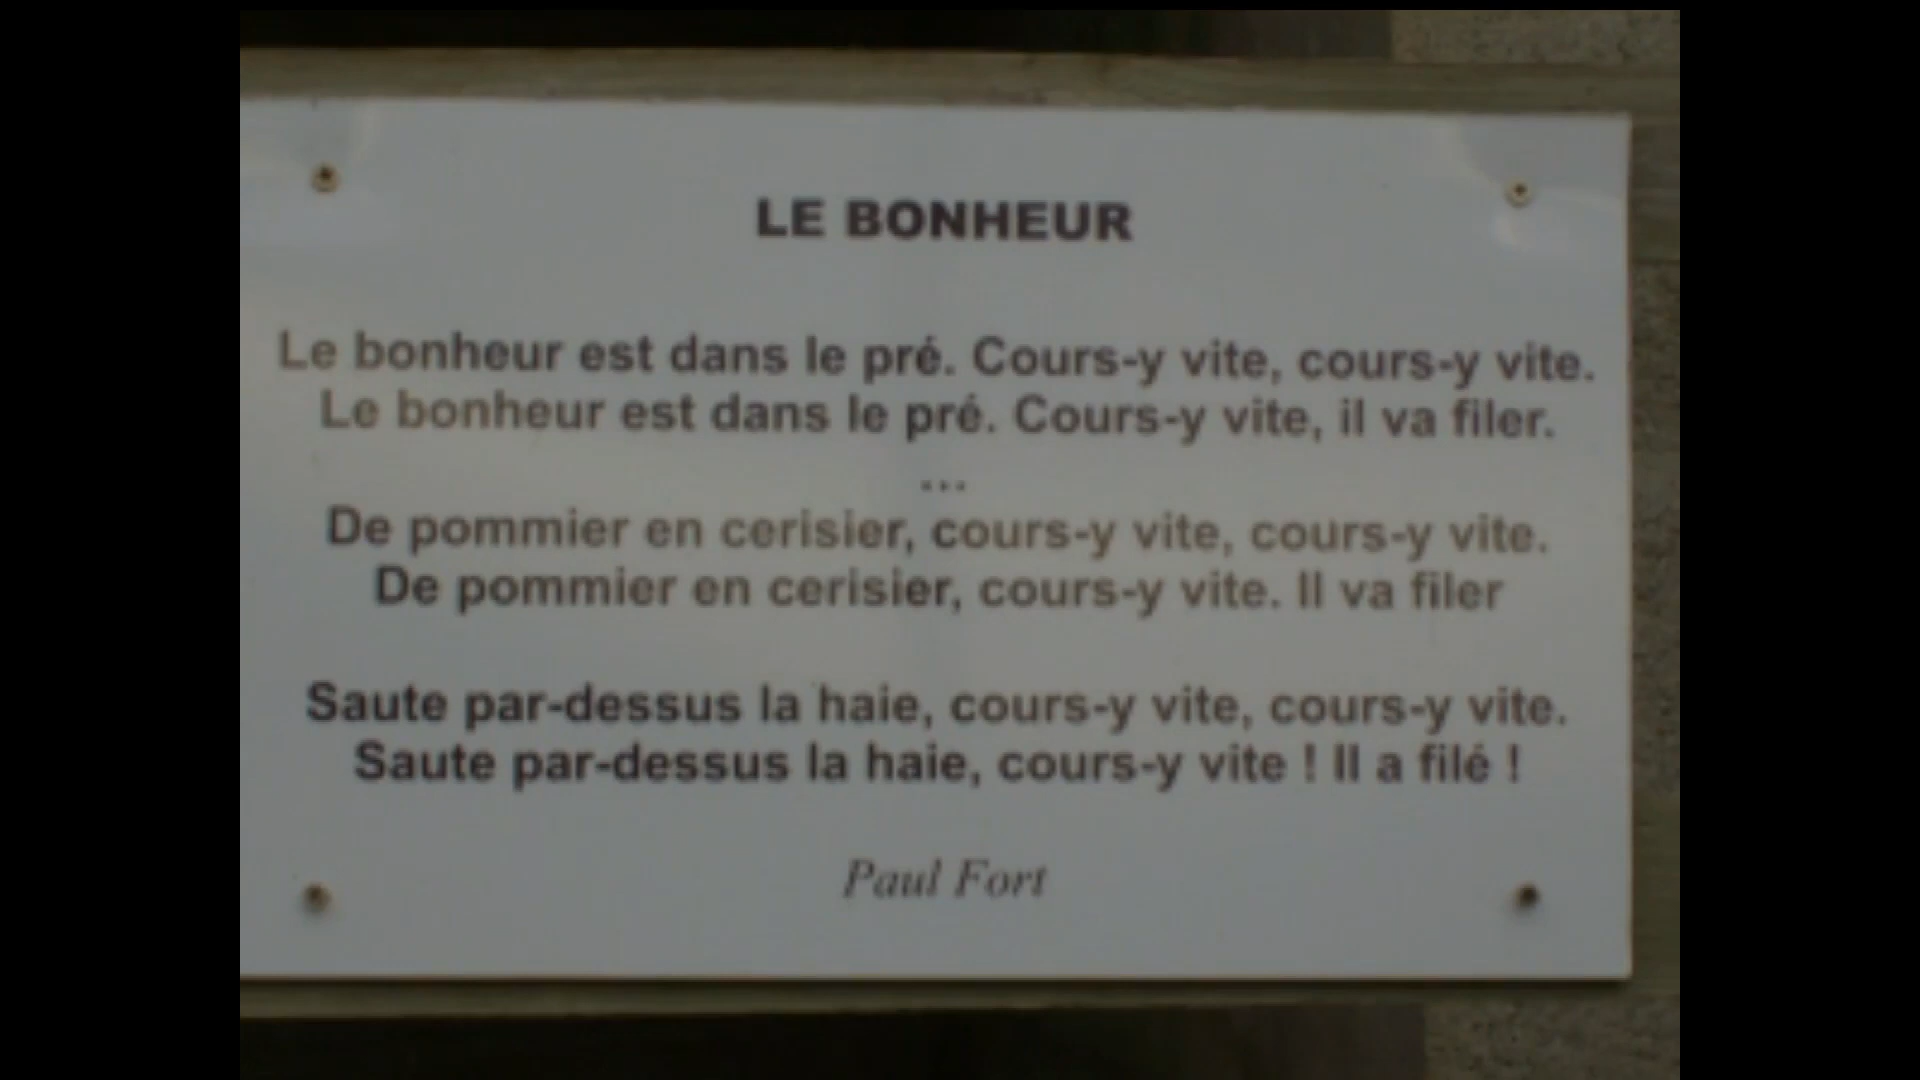 LE BONHEUR
Le bonheur est dans le pré. Cours-y vite, cours-y vite.
Le bonheur est dans le pré. Cours-y vite, il va filer.
...
De pommier en cerisier, cours-y vite, cours-y vite.
De pommier en cerisier, cours-y vite. Il va filer
Saute par-dessus la haie, cours-y vite, cours-y vite.
Saute par-dessus la haie, cours-y vite ! Il a filé !
Paul Fort